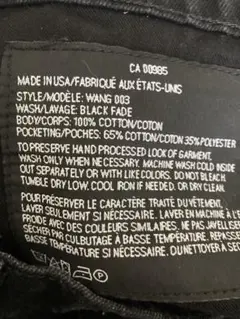 CA 00985
MADE IN USA/FABRIQUÉ AUX ÉTATS-UNIS
STYLE/MODÈLE: WANG 003
WASH/LAVAGE: BLACK FADE
BODY/CORPS: 100% COTTON/COTON
POCKETING/POCHES: 65% COTTON/COTON 35% POLYESTER
TO PRESERVE HAND PROCESSED LOOK OF GARMENT,
WASH ONLY WHEN NECESSARY. MACHINE WASH COLD INSIDE
OUT SEPARATELY OR WITH LIKE COLORS. DO NOT BLEACH
TUMBLE DRY LOW. COOL IRON IF NEEDED. OR DRY CLEAN.
POUR PRÉSERVER LE CARACTÈRE TRAITÉ DU VÊTEMENT,
LAVER SEULEMENT SI NÉCESSAIRE. LAVER EN MACHINE À L'E
FROIDE AVEC DES COULEURS SIMILAIRES. NE PAS JAVELLISER
SÉCHER PAR CULBUTAGE À BASSE TEMPÉRATURE. REPASS
BASSE TEMPÉRATURE SI NÉCESSAIRE. OU NETTOYER À SEC